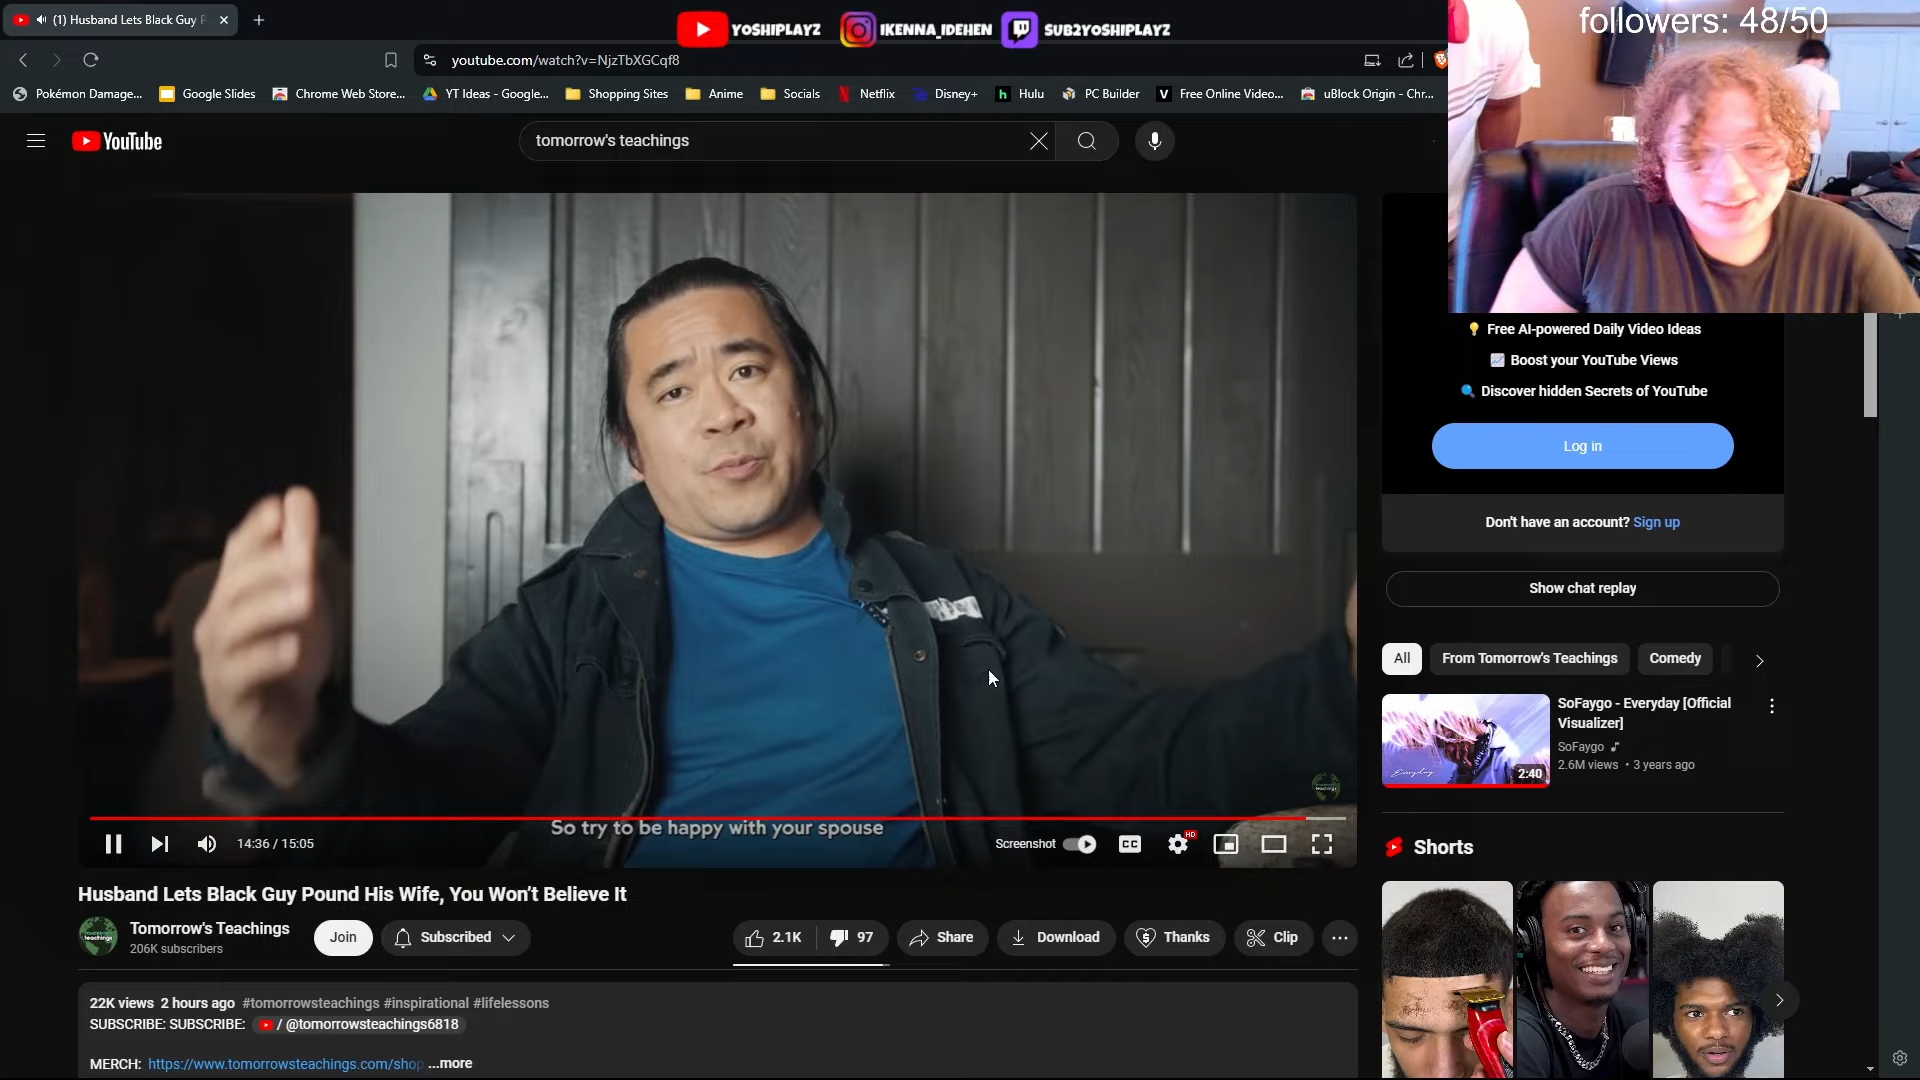 (1) Husband Lets Black Guy P
YOSHIPLAYZ
IKENNA_IDEHEN
SUB2YOSHIPLAYZ
followers: 48/50
youtube.com/watch?v=NjzTbXGCqf8
Pokémon Damage...
Google Slides
Chrome Web Store...
YT Ideas - Google...
Shopping Sites
Anime
Socials
Netflix
Disney+
Hulu
PC Builder
Free Online Video...
uBlock Origin - Chr...
YouTube
tomorrow's teachings
Free AI-powered Daily Video Ideas
Boost your YouTube Views
Discover hidden Secrets of YouTube
Log in
Don't have an account? Sign up
Show chat replay
All
From Tomorrow's Teachings
Comedy
SoFaygo - Everyday [Official
Visualizer]
SoFaygo
2.6M views • 3 years ago
2:40
So try to be happy with your spouse
14:36 / 15:05
Screenshot
CC
HD
Husband Lets Black Guy Pound His Wife, You Won't Believe It
Tomorrow's Teachings
206K subscribers
Join
Subscribed
2.1K
97
Share
Download
Thanks
Clip
Shorts
22K views 2 hours ago #tomorrowsteachings #inspirational #lifelessons
SUBSCRIBE: SUBSCRIBE: / @tomorrowsteachings6818
MERCH: https://www.tomorrowsteachings.com/shop ...more